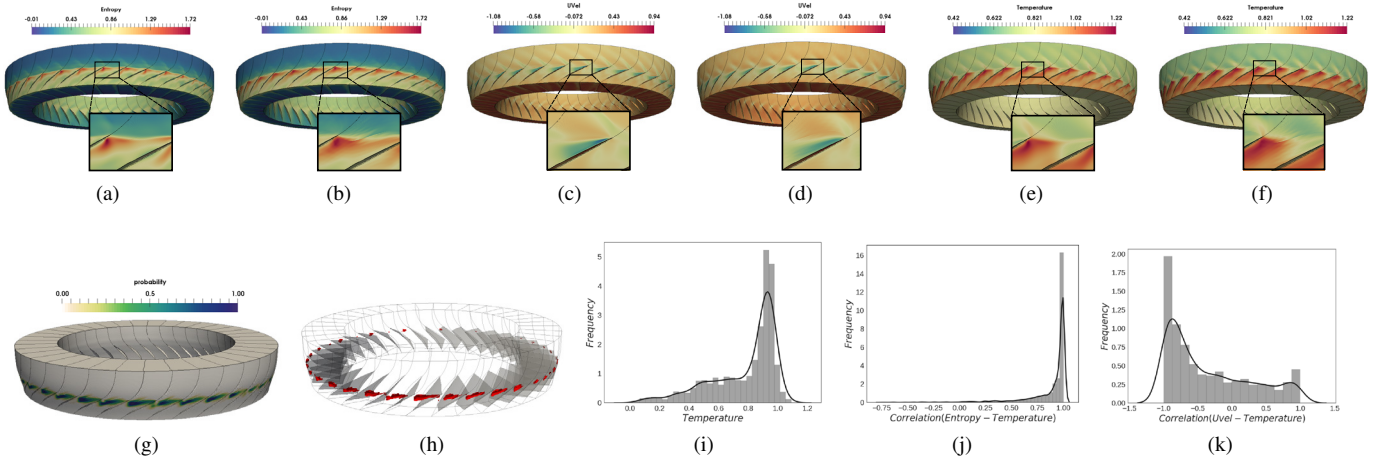 Entropy
-0.01 0.43 0.86 1.29 1.72
Entropy
-0.01 0.43 0.86 1.29 1.72
UVel
-1.08 -0.58 -0.072 0.43 0.94
UVel
-1.08 -0.58 -0.072 0.43 0.94
Temperature
0.42 0.622 0.821 1.02 1.22
Temperature
0.42 0.622 0.821 1.02 1.22
(a) (b) (c) (d) (e) (f)
probability
0.00 0.5 1.00
(g)
(h)
5
4
3
2
1
0
Frequency
0.0 0.2 0.4 0.6 0.8 1.0 1.2
Temperature
(i)
16
14
12
10
8
6
4
2
0
Frequency
-0.75 -0.50 -0.25 0.00 0.25 0.50 0.75 1.00
Correlation(Entropy - Temperature)
(j)
2.00
1.75
1.50
1.25
1.00
0.75
0.50
0.25
0.00
Frequency
-1.5 -1.0 -0.5 0.0 0.5 1.0 1.5
Correlation(Uvel - Temperature)
(k)